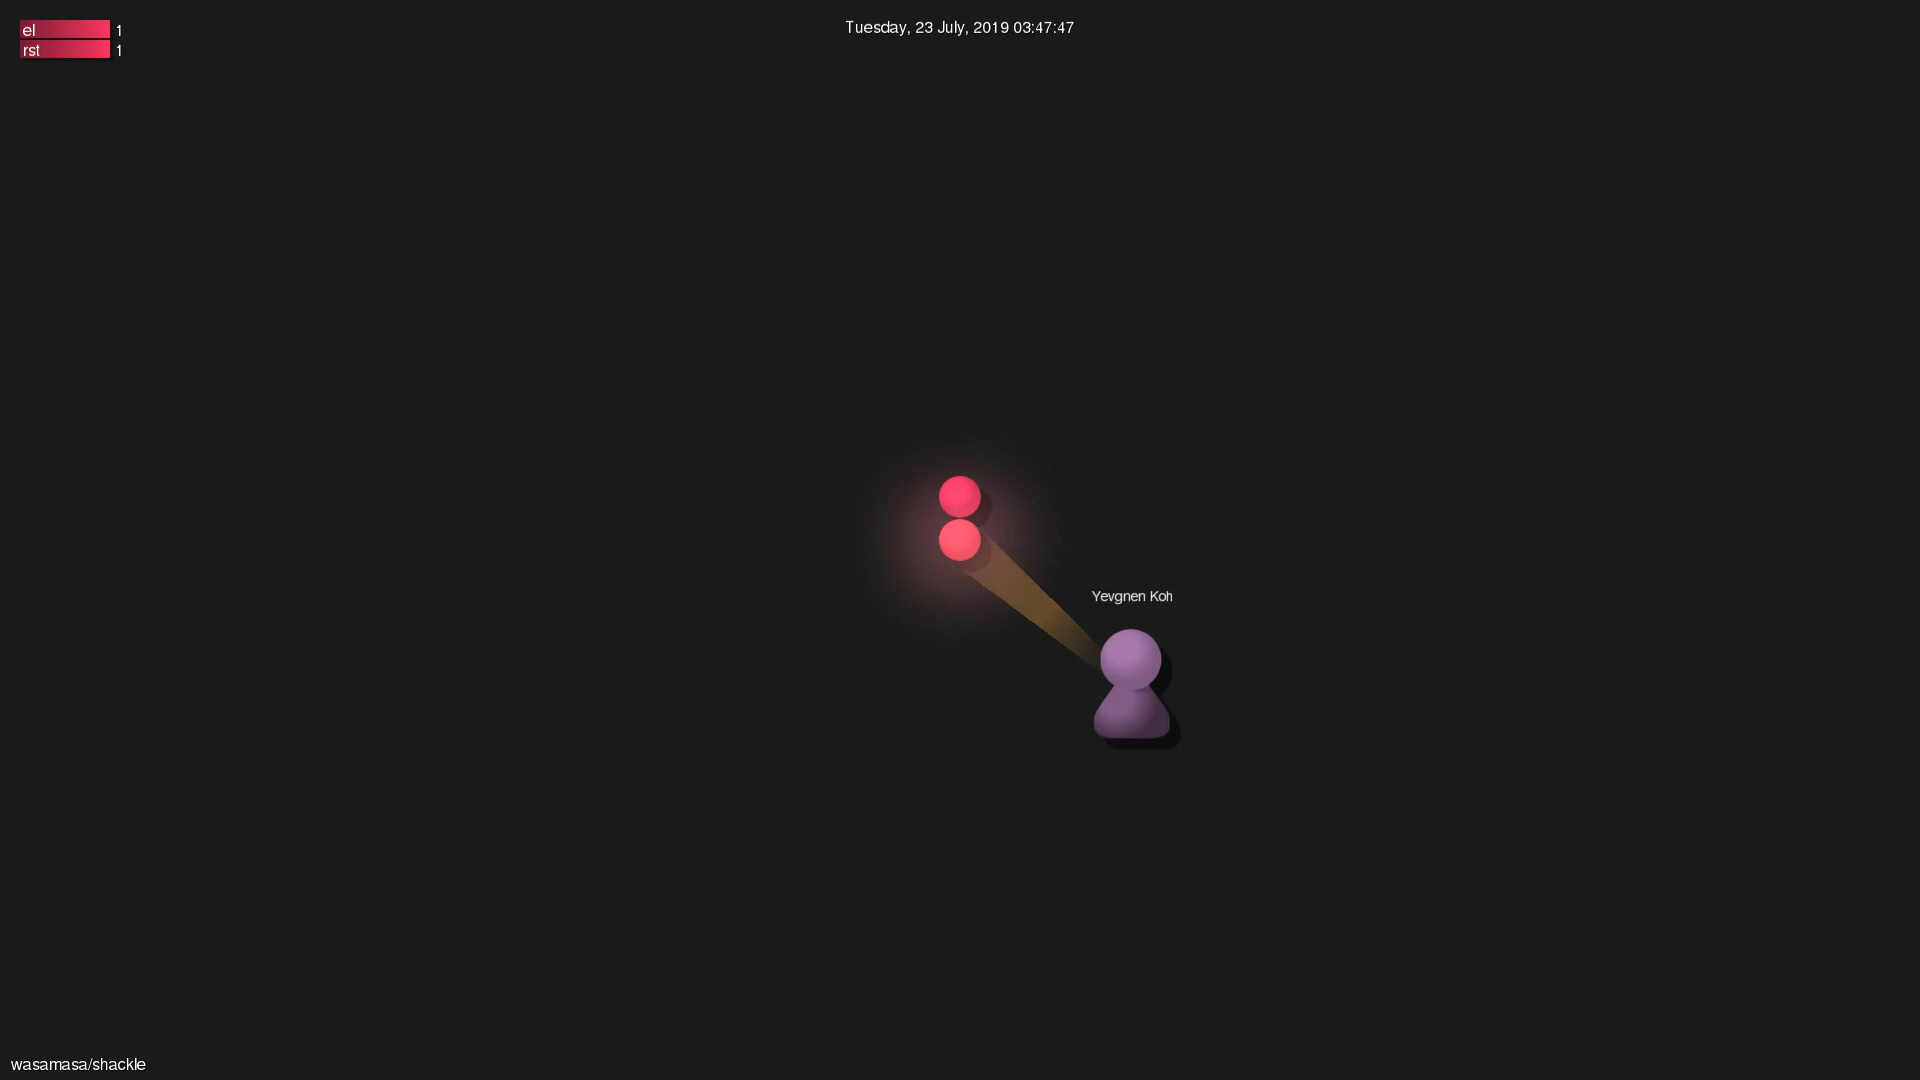 el 1
rst 1
Tuesday, 23 July, 2019 03:47:47
Yevgnen Koh
wasamasa/shackle